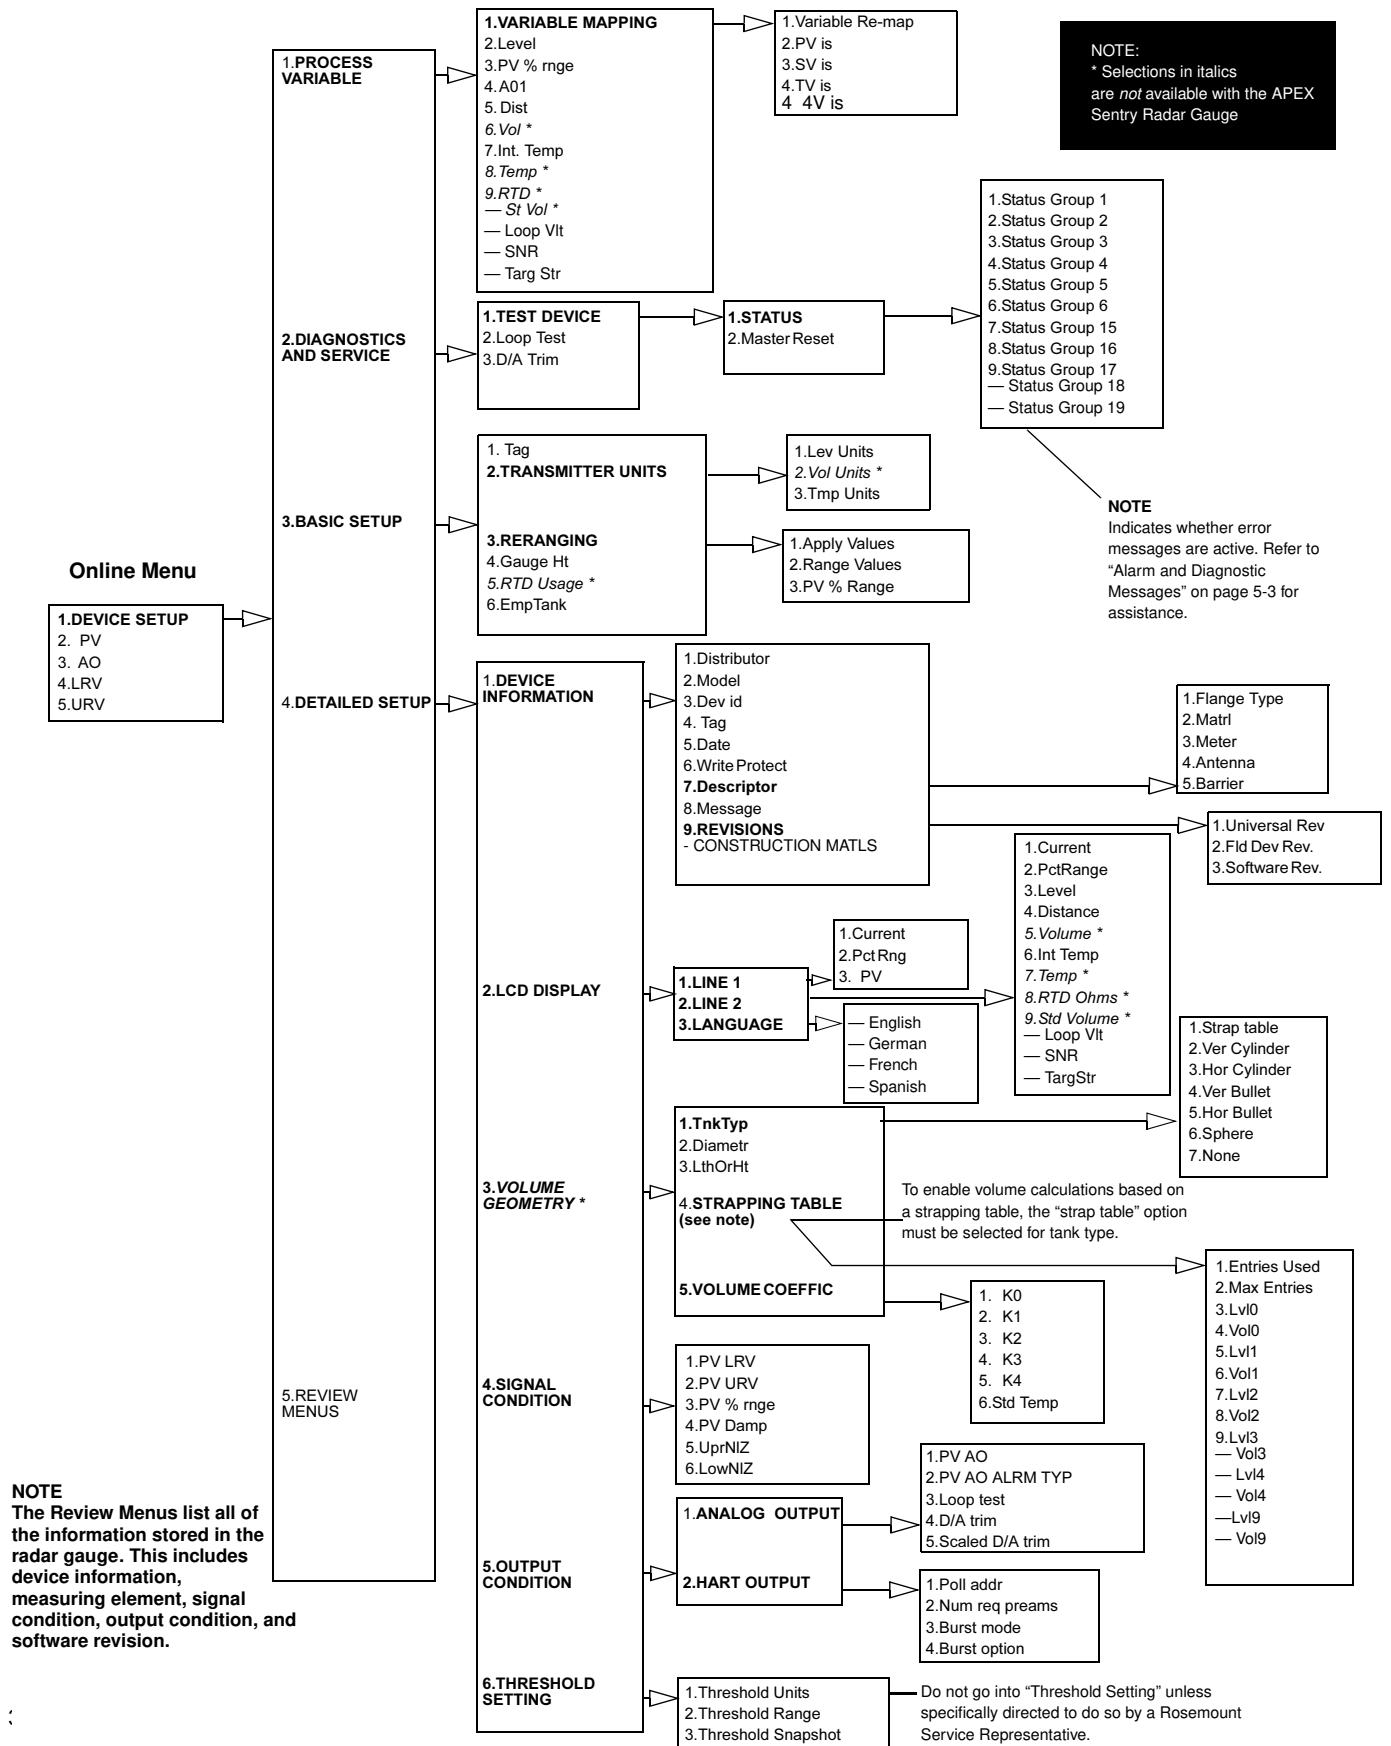 Online Menu
1.DEVICE SETUP
2. PV
3. AO
4.LRV
5.URV
1.PROCESS
VARIABLE
2.DIAGNOSTICS
AND SERVICE
3.BASIC SETUP
4.DETAILED SETUP
5.REVIEW
MENUS
NOTE
The Review Menus list all of
the information stored in the
radar gauge. This includes
device information,
measuring element, signal
condition, output condition, and
software revision.
1.VARIABLE MAPPING
2.Level
3.PV % rnge
4.A01
5. Dist
6.Vol *
7.Int. Temp
8.Temp *
9.RTD *
— St Vol *
— Loop Vlt
— SNR
— Targ Str
1.Variable Re-map
2.PV is
3.SV is
4.TV is
4 4V is
NOTE:
* Selections in italics
are not available with the APEX
Sentry Radar Gauge
1.TEST DEVICE
2.Loop Test
3.D/A Trim
1.STATUS
2.Master Reset
1.Status Group 1
2.Status Group 2
3.Status Group 3
4.Status Group 4
5.Status Group 5
6.Status Group 6
7.Status Group 15
8.Status Group 16
9.Status Group 17
— Status Group 18
— Status Group 19
NOTE
Indicates whether error
messages are active. Refer to
“Alarm and Diagnostic
Messages” on page 5-3 for
assistance.
1. Tag
2.TRANSMITTER UNITS
3.RERANGING
4.Gauge Ht
5.RTD Usage *
6.EmpTank
1.Lev Units
2.Vol Units *
3.Tmp Units
1.Apply Values
2.Range Values
3.PV % Range
1.DEVICE
INFORMATION
2.LCD DISPLAY
3.VOLUME
GEOMETRY *
4.SIGNAL
CONDITION
5.OUTPUT
CONDITION
6.THRESHOLD
SETTING
1.Distributor
2.Model
3.Dev id
4. Tag
5.Date
6.Write Protect
7.Descriptor
8.Message
9.REVISIONS
- CONSTRUCTION MATLS
1.Flange Type
2.Matrl
3.Meter
4.Antenna
5.Barrier
1.Universal Rev
2.Fld Dev Rev.
3.Software Rev.
1.LINE 1
2.LINE 2
3.LANGUAGE
1.Current
2.Pct Rng
3. PV
— English
— German
— French
— Spanish
1.Current
2.PctRange
3.Level
4.Distance
5.Volume *
6.Int Temp
7.Temp *
8.RTD Ohms *
9.Std Volume *
— Loop Vlt
— SNR
— TargStr
1.TnkTyp
2.Diametr
3.LthOrHt
4.STRAPPING TABLE
(see note)
5.VOLUME COEFFIC
1.Strap table
2.Ver Cylinder
3.Hor Cylinder
4.Ver Bullet
5.Hor Bullet
6.Sphere
7.None
To enable volume calculations based on
a strapping table, the “strap table” option
must be selected for tank type.
1.Entries Used
2.Max Entries
3.Lvl0
4.Vol0
5.Lvl1
6.Vol1
7.Lvl2
8.Vol2
9.Lvl3
— Vol3
— Lvl4
— Vol4
—Lvl9
— Vol9
1. K0
2. K1
3. K2
4. K3
5. K4
6.Std Temp
1.PV LRV
2.PV URV
3.PV % rnge
4.PV Damp
5.UprNlZ
6.LowNlZ
1.ANALOG OUTPUT
2.HART OUTPUT
1.PV AO
2.PV AO ALRM TYP
3.Loop test
4.D/A trim
5.Scaled D/A trim
1.Poll addr
2.Num req preams
3.Burst mode
4.Burst option
1.Threshold Units
2.Threshold Range
3.Threshold Snapshot
Do not go into “Threshold Setting” unless
specifically directed to do so by a Rosemount
Service Representative.